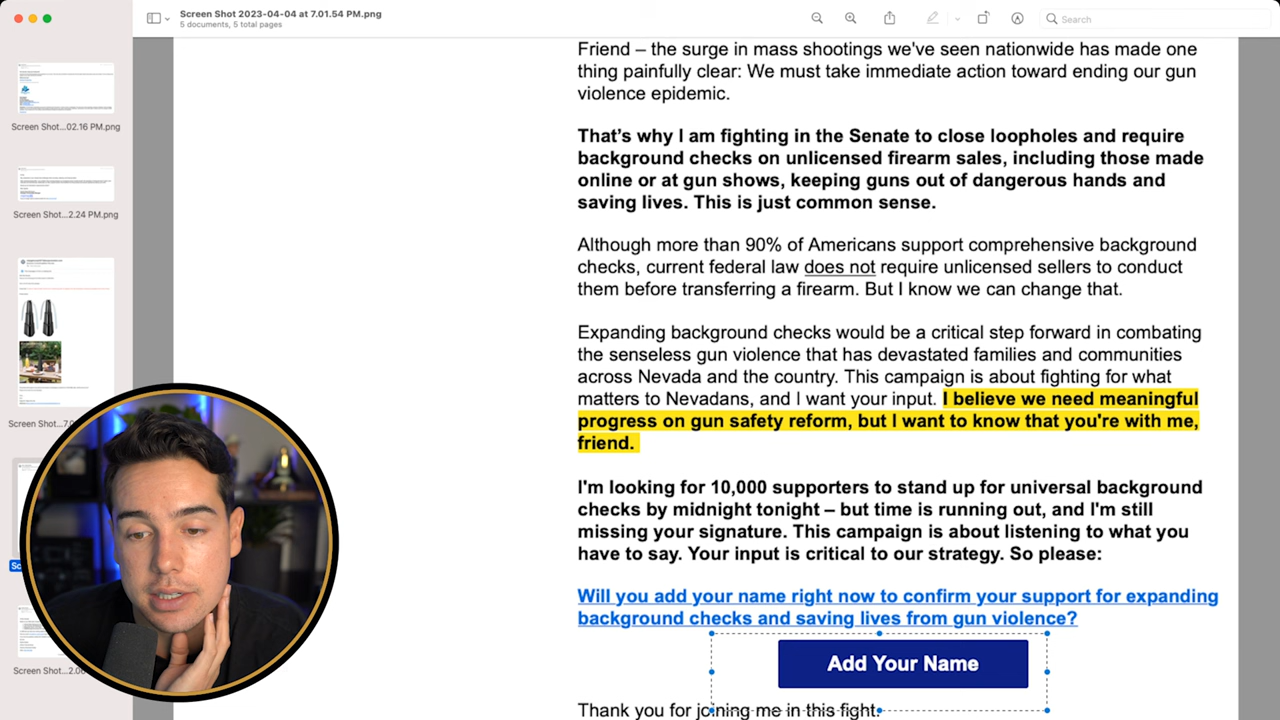 Screen Shot 2023-04-04 at 7.01.54 PM.png
5 documents, 5 total pages
Search
Screen Shot...02.16 PM.png
Screen Shot...2.24 PM.png
Screen Shot...2.0
Friend – the surge in mass shootings we've seen nationwide has made one
thing painfully clear. We must take immediate action toward ending our gun
violence epidemic.
That's why I am fighting in the Senate to close loopholes and require
background checks on unlicensed firearm sales, including those made
online or at gun shows, keeping guns out of dangerous hands and
saving lives. This is just common sense.
Although more than 90% of Americans support comprehensive background
checks, current federal law does not require unlicensed sellers to conduct
them before transferring a firearm. But I know we can change that.
Expanding background checks would be a critical step forward in combating
the senseless gun violence that has devastated families and communities
across Nevada and the country. This campaign is about fighting for what
matters to Nevadans, and I want your input. I believe we need meaningful
progress on gun safety reform, but I want to know that you're with me,
friend.
I'm looking for 10,000 supporters to stand up for universal background
checks by midnight tonight – but time is running out, and I'm still
missing your signature. This campaign is about listening to what you
have to say. Your input is critical to our strategy. So please:
Will you add your name right now to confirm your support for expanding
background checks and saving lives from gun violence?
Add Your Name
Thank you for joining me in this fight.